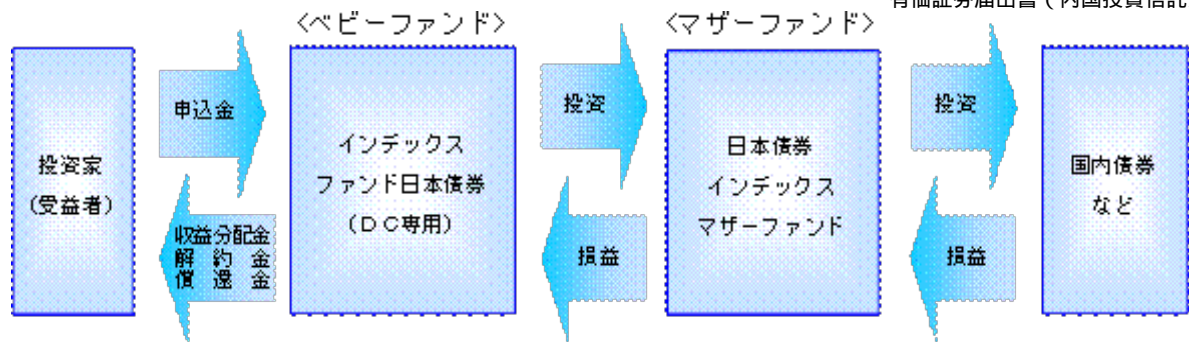 有価証券届出書（内国投資信託
〈ベビーファンド〉
〈マザーファンド〉
投資家
(受益者)
申込金
収益分配金
解約金
償還金
インデックス
ファンド日本債券
(ＤＣ専用)
投資
損益
日本債券
インデックス
マザーファンド
投資
損益
国内債券
など